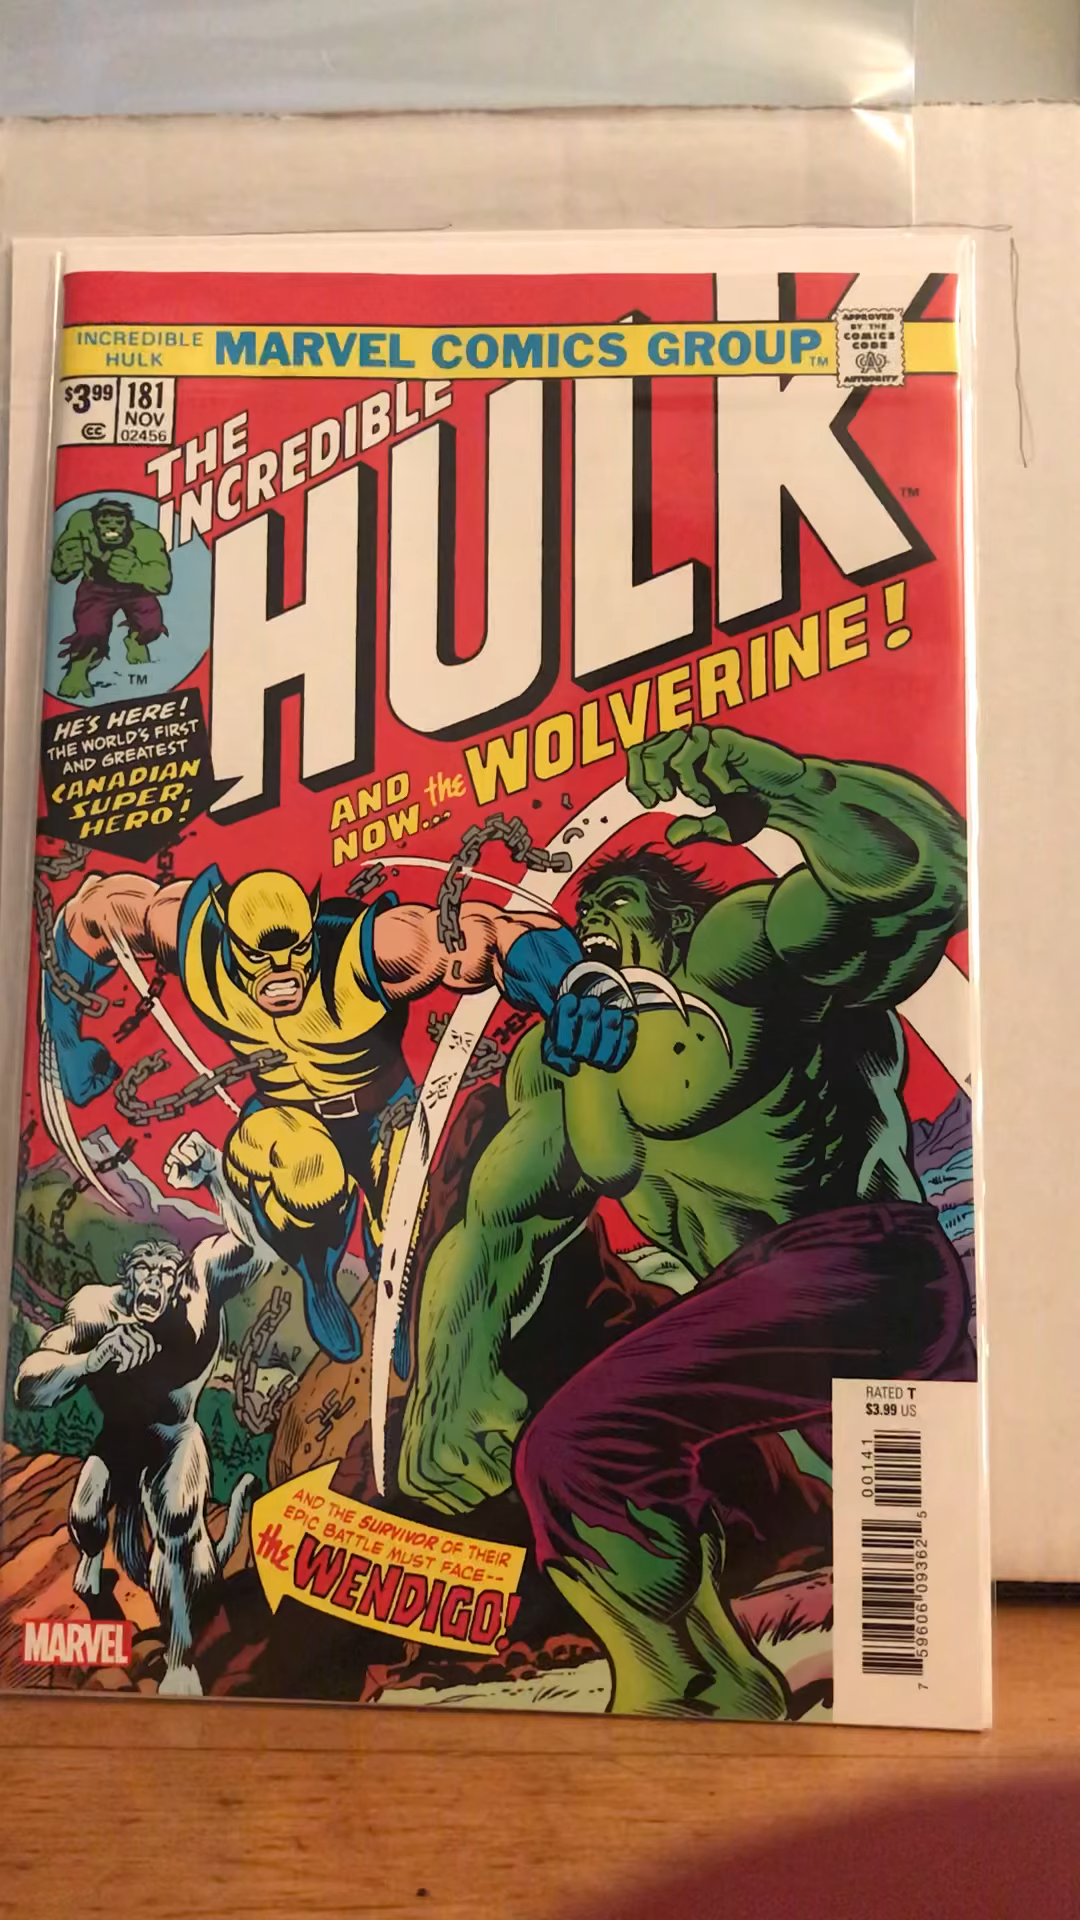 INCREDIBLE
HULK
MARVEL COMICS GROUP
TM
APPROVED
BY THE
COMICS
CODE
AUTHORITY
$3.99
CC
181
NOV
02456
THE
INCREDIBLE
HULK
TM
TM
HE'S HERE!
THE WORLD'S FIRST
AND GREATEST
CANADIAN
SUPER-
HERO!
AND
NOW... the WOLVERINE!
AND THE SURVIVOR OF THEIR
EPIC BATTLE MUST FACE--
the WENDIGO!
MARVEL
RATED T
$3.99 US
00141
7 59606 09362 5